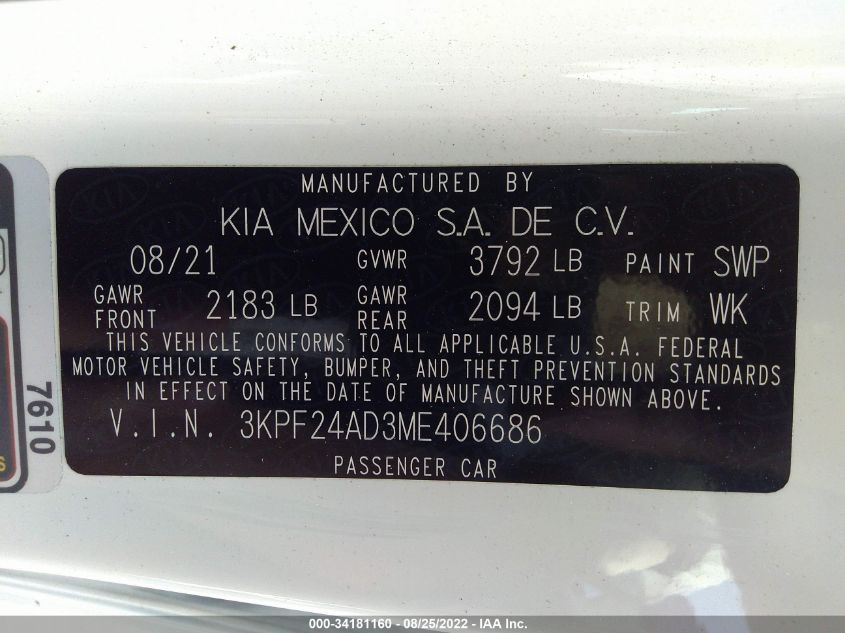 MANUFACTURED BY
KIA MEXICO S.A. DE C.V.
08/21 GVWR 3792 LB PAINT SWP
GAWR FRONT 2183 LB GAWR REAR 2094 LB TRIM WK
THIS VEHICLE CONFORMS TO ALL APPLICABLE U.S.A. FEDERAL
MOTOR VEHICLE SAFETY, BUMPER, AND THEFT PREVENTION STANDARDS
IN EFFECT ON THE DATE OF MANUFACTURE SHOWN ABOVE.
V.I.N. 3KPF24AD3ME406686
PASSENGER CAR
7610
000-34181160 - 08/25/2022 - IAA Inc.